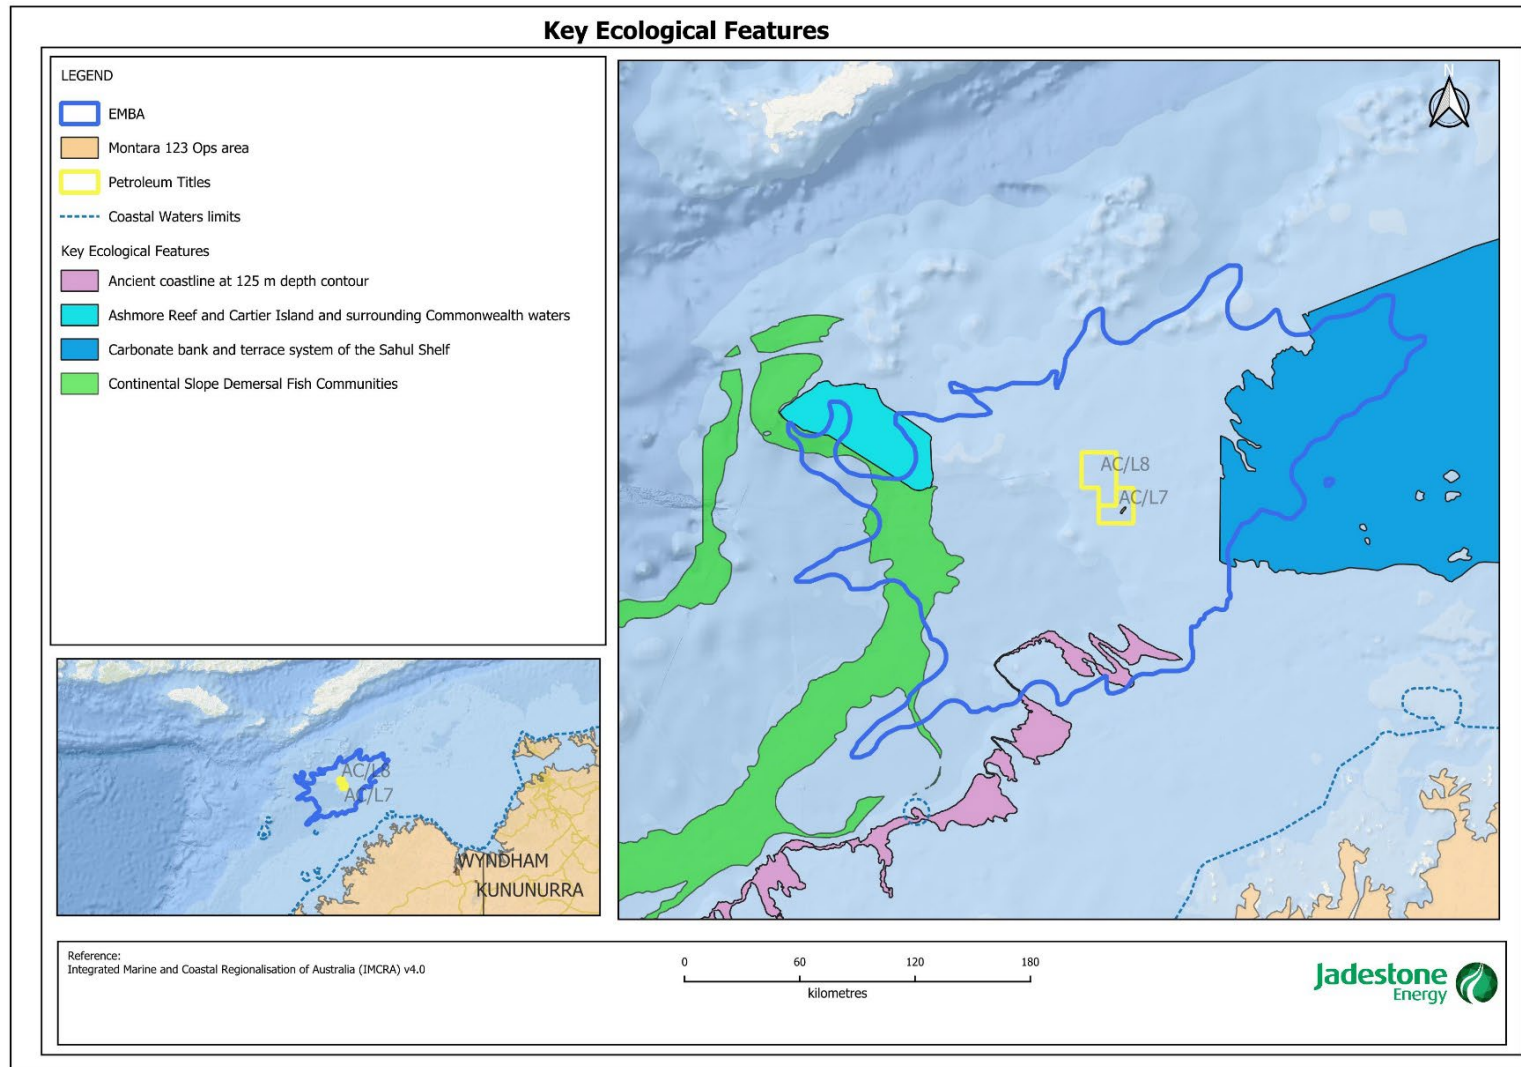 Key Ecological Features
LEGEND
EMBA
Montara 123 Ops area
Petroleum Titles
Coastal Waters limits
Key Ecological Features
Ancient coastline at 125 m depth contour
Ashmore Reef and Cartier Island and surrounding Commonwealth waters
Carbonate bank and terrace system of the Sahul Shelf
Continental Slope Demersal Fish Communities
N
AC/L8
AC/L7
AC/L8
AC/L7
WYNDHAM
KUNUNURRA
Reference:
Integrated Marine and Coastal Regionalisation of Australia (IMCRA) v4.0
0 60 120 180
kilometres
Jadestone
Energy